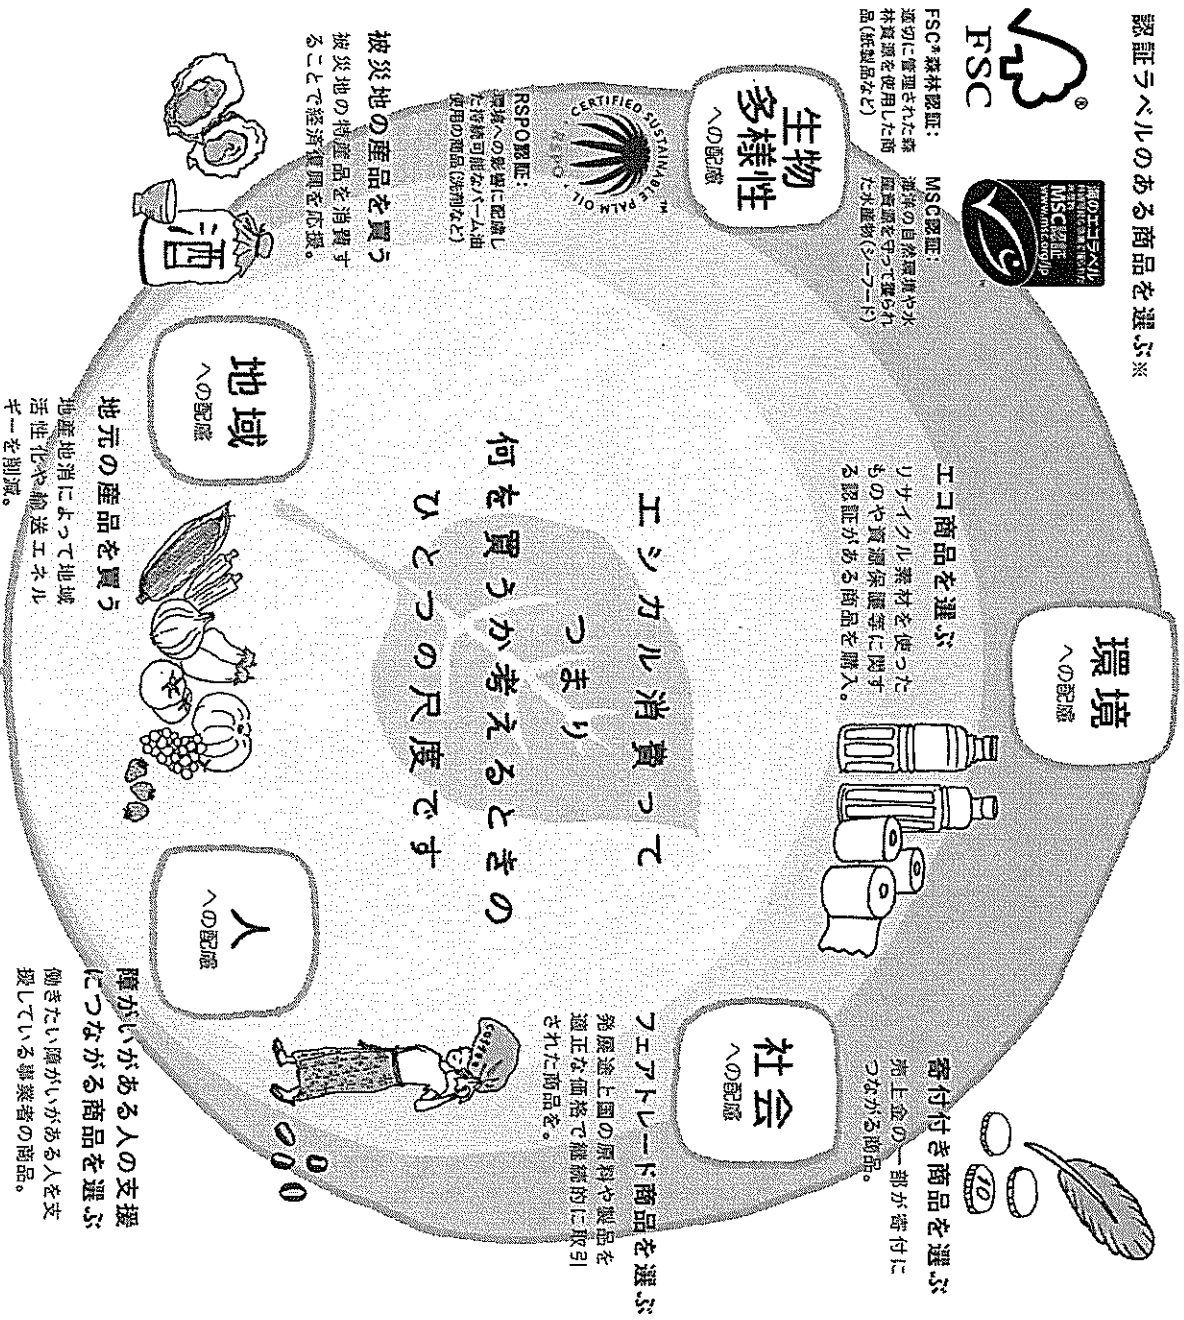 認証ラベルのある商品を選ぶ※
FSC
®
FSC®森林認証：
適切に管理された森
林資源を使用した商
品(紙製品など)
海のエコラベル
MSC認証
www.msc.org/jp
MSC認証：
海洋の自然環境や水
産資源を守って獲られ
た水産物(シーフード)
環境
への配慮
エコ商品を選ぶ
リサイクル素材を使った
ものや資源保護等に関す
る認証がある商品を購入。
寄付付き商品を選ぶ
売上金の一部が寄付に
つながる商品。
10
生物
多様性
への配慮
CERTIFIED SUSTAINABLE PALM OIL
RSPO
™
RSPO認証：
環境への影響に配慮し
た持続可能なパーム油
使用の商品(洗剤など)
社会
への配慮
フェアトレード商品を選ぶ
発展途上国の原料や製品を
適正な価格で継続的に取引
された商品を。
coffee
エシカル消費って
つまり
何を買うか考えるときの
ひとつの尺度です
被災地の産品を買う
被災地の特産品を消費す
ることで経済復興を応援。
酒
地域
への配慮
地元の産品を買う
地産地消によって地域
活性化や輸送エネル
ギーを削減。
人
への配慮
障がいがある人の支援
につながる商品を選ぶ
働きたい障がいがある人を支
援している事業者の商品。